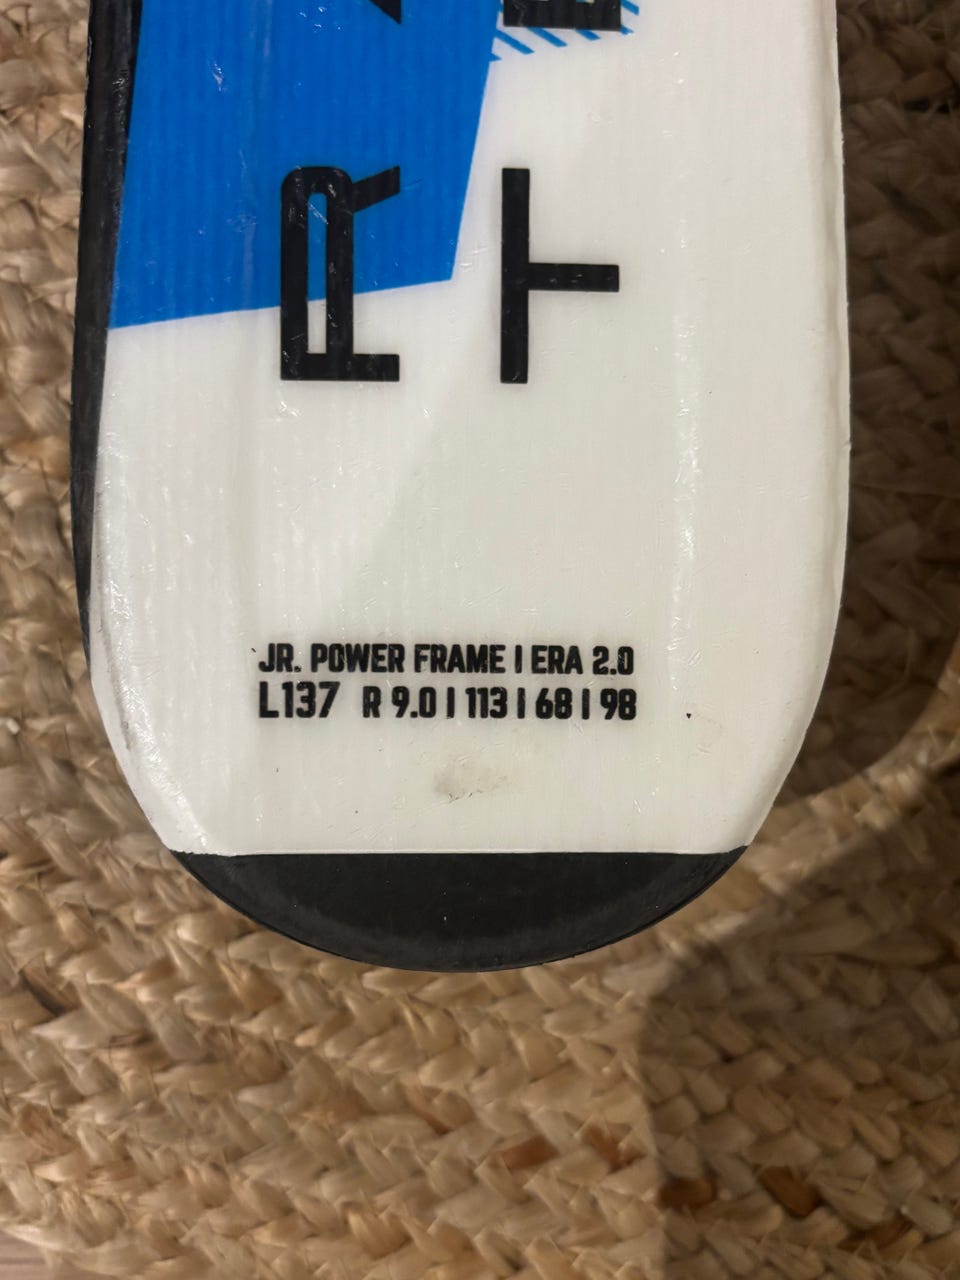 R
T
JR. POWER FRAME | ERA 2.0
L137 R 9.0 | 113 | 68 | 98